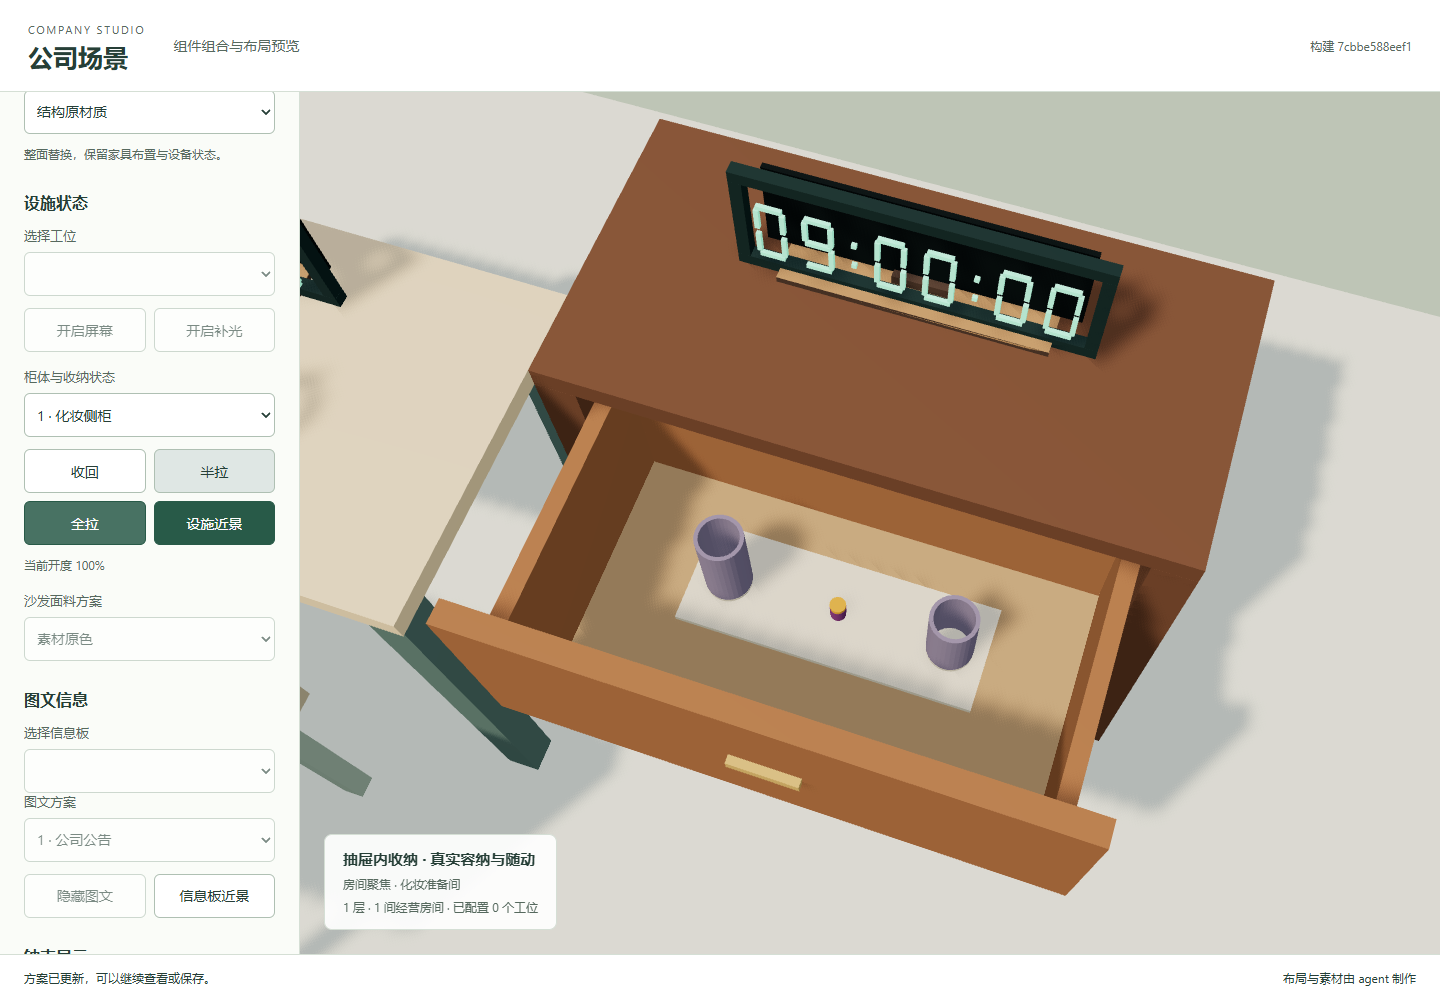 COMPANY STUDIO
公司场景
组件组合与布局预览
构建 7cbbe588eef1
结构原材质
整面替换，保留家具布置与设备状态。
设施状态
选择工位
开启屏幕
开启补光
柜体与收纳状态
1 · 化妆侧柜
收回
半拉
全拉
设施近景
当前开度 100%
沙发面料方案
素材原色
图文信息
选择信息板
图文方案
1 · 公司公告
隐藏图文
信息板近景
09:00:00
抽屉内收纳 · 真实容纳与随动
房间聚焦 · 化妆准备间
1 层 · 1 间经营房间 · 已配置 0 个工位
方案已更新，可以继续查看或保存。
布局与素材由 agent 制作